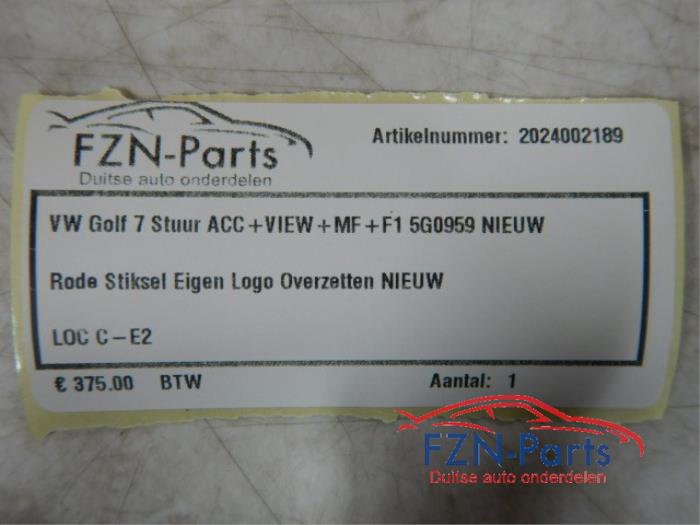 FZN-Parts
Duitse auto onderdelen
Artikelnummer: 2024002189
VW Golf 7 Stuur ACC+VIEW+MF+F1 5G0959 NIEUW
Rode Stiksel Eigen Logo Overzetten NIEUW
LOC C-E2
€ 375.00 BTW
Aantal: 1
FZN-Parts
Duitse auto onderdelen